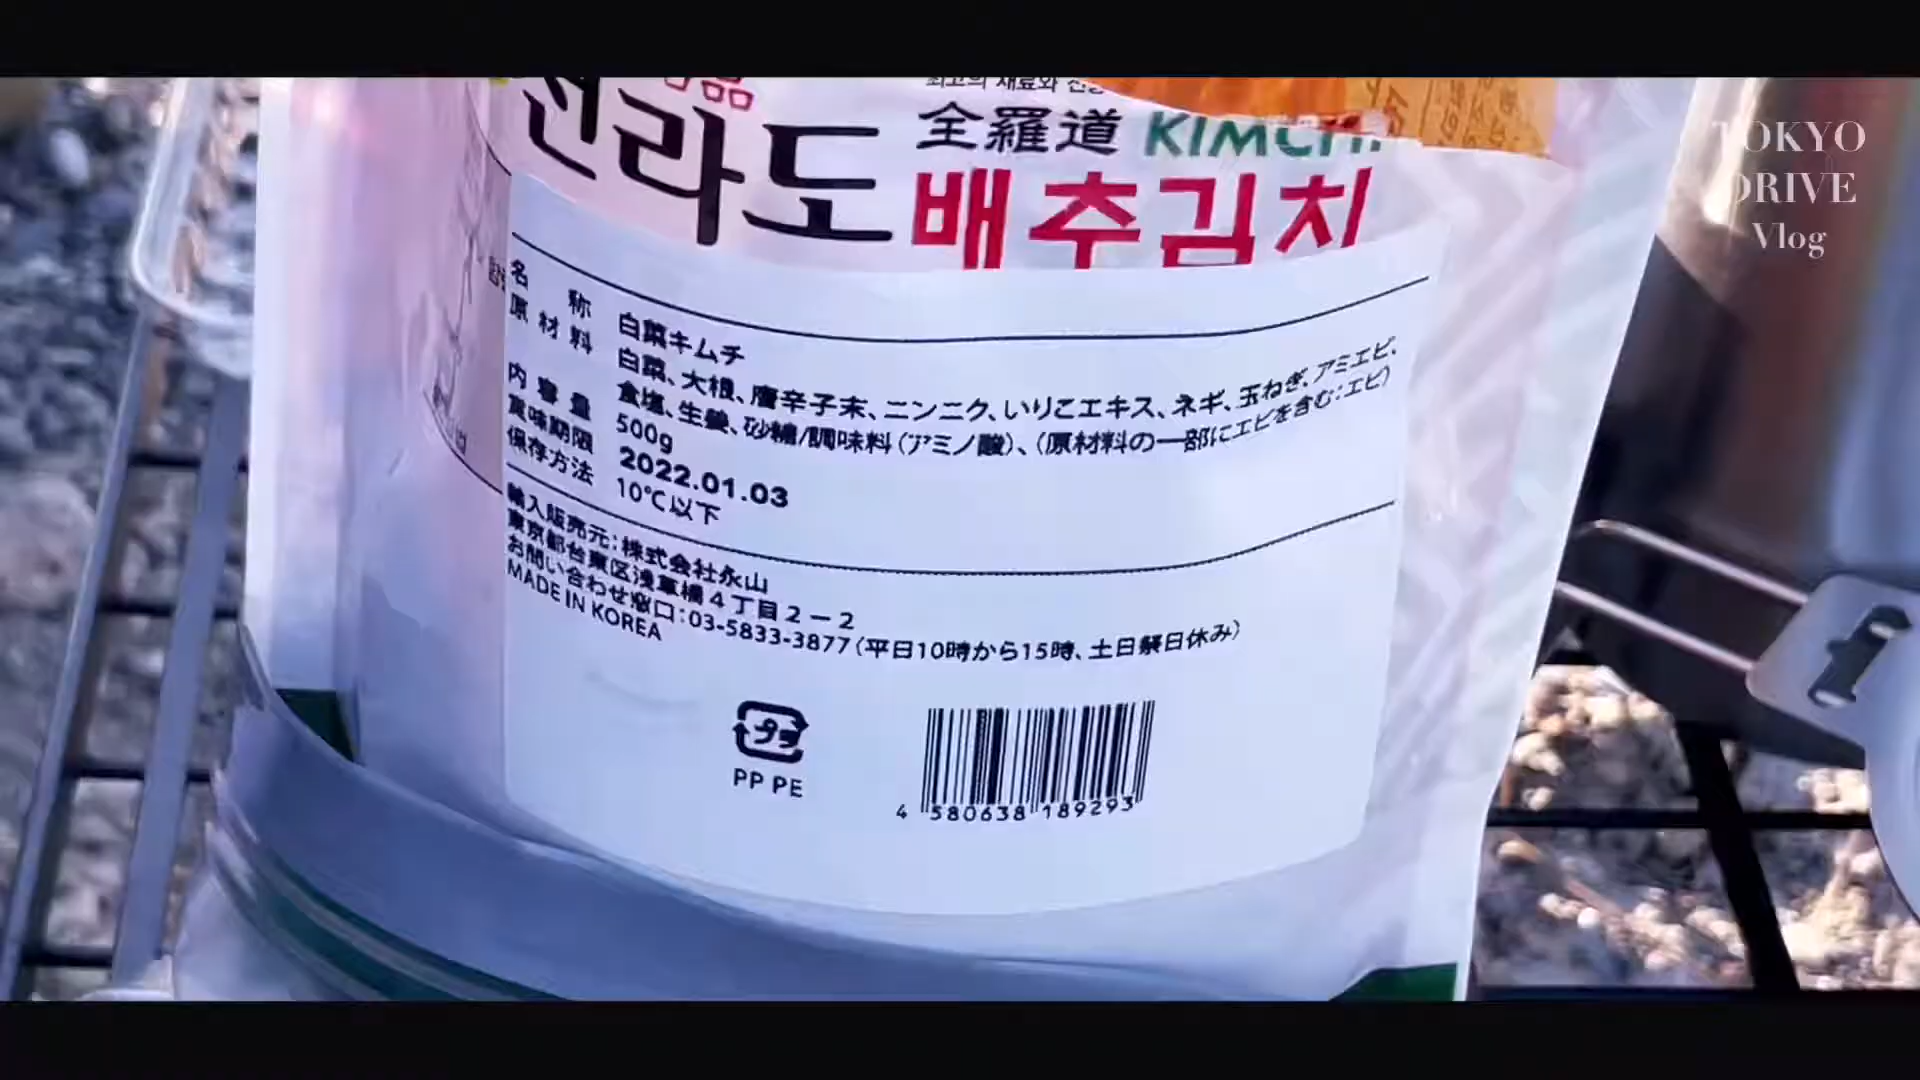 전라도
全羅道 KIMCHI
배추김치
名称 白菜キムチ
原材料 白菜、大根、唐辛子末、ニンニク、いりこエキス、ネギ、玉ねぎ、アミエビ、
食塩、生姜、砂糖/調味料(アミノ酸)、(原材料の一部にエビを含む:エビ)
内容量 500g
賞味期限 2022.01.03
保存方法 10℃以下
輸入販売元:株式会社永山
東京都台東区浅草橋4丁目2-2
お問い合わせ窓口:03-5833-3877(平日10時から15時、土日祭日休み)
MADE IN KOREA
プラ
PP PE
4 580638 189293
TOKYO
DRIVE
Vlog